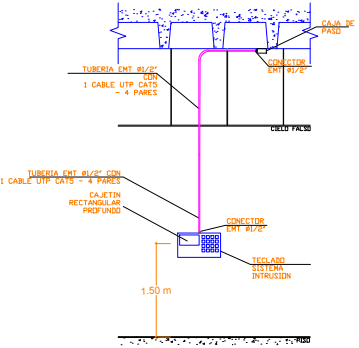 CAJA DE
PASO
CONECTOR
EMT Ø1/2"
TUBERIA EMT Ø1/2"
CON
1 CABLE UTP CAT5
- 4 PARES
CIELO FALSO
TUBERIA EMT Ø1/2" CON
1 CABLE UTP CAT5 - 4 PARES
CAJETIN
RECTANGULAR
PROFUNDO
CONECTOR
EMT Ø1/2"
TECLADO
SISTEMA
INTRUSION
1.50 m
PISO